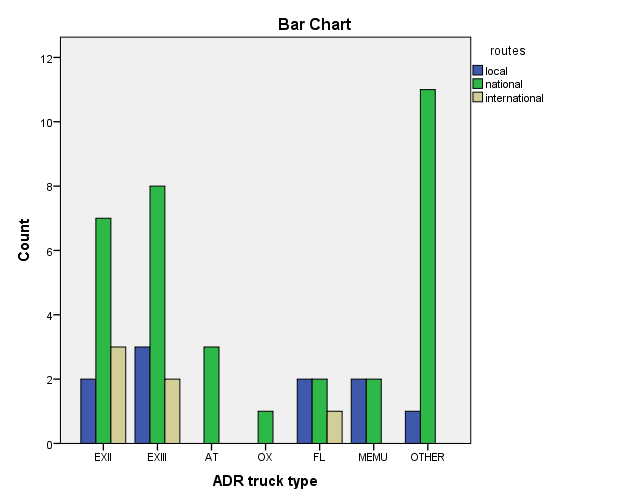 Bar Chart
routes
local
national
international
Count
12
10
8
6
4
2
0
EXII EXIII AT OX FL MEMU OTHER
ADR truck type